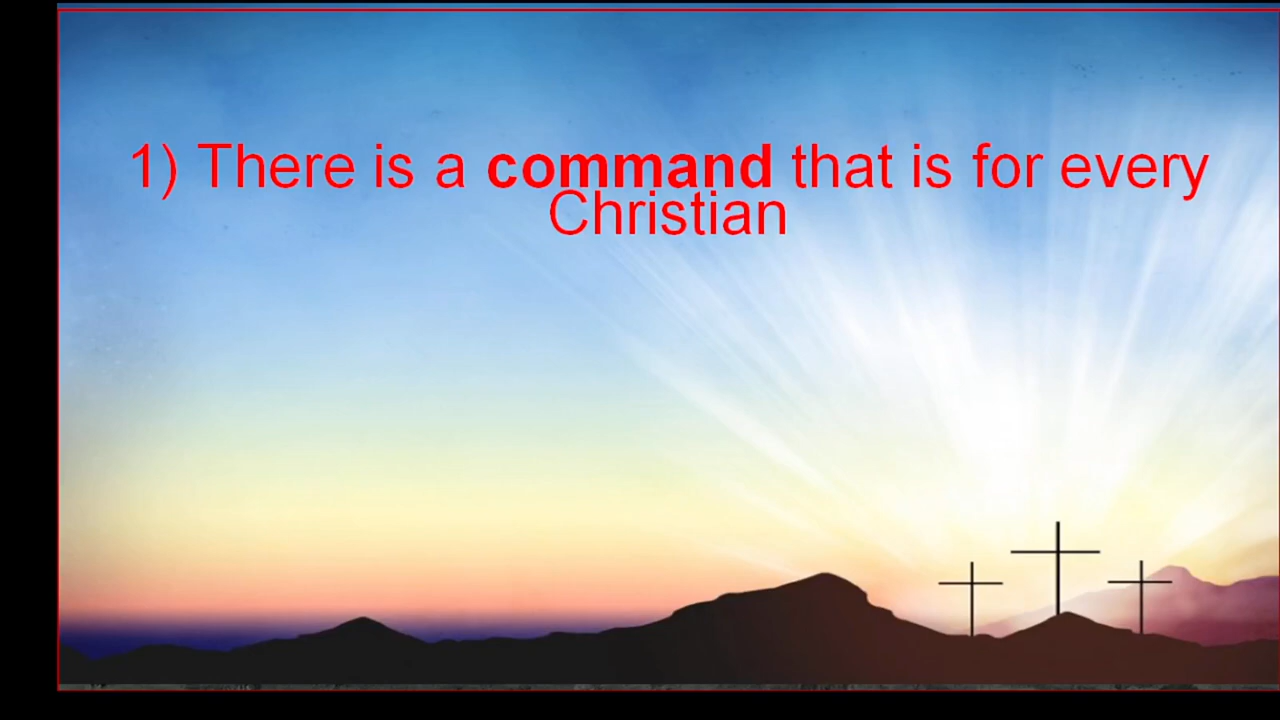 1) There is a command that is for every
Christian